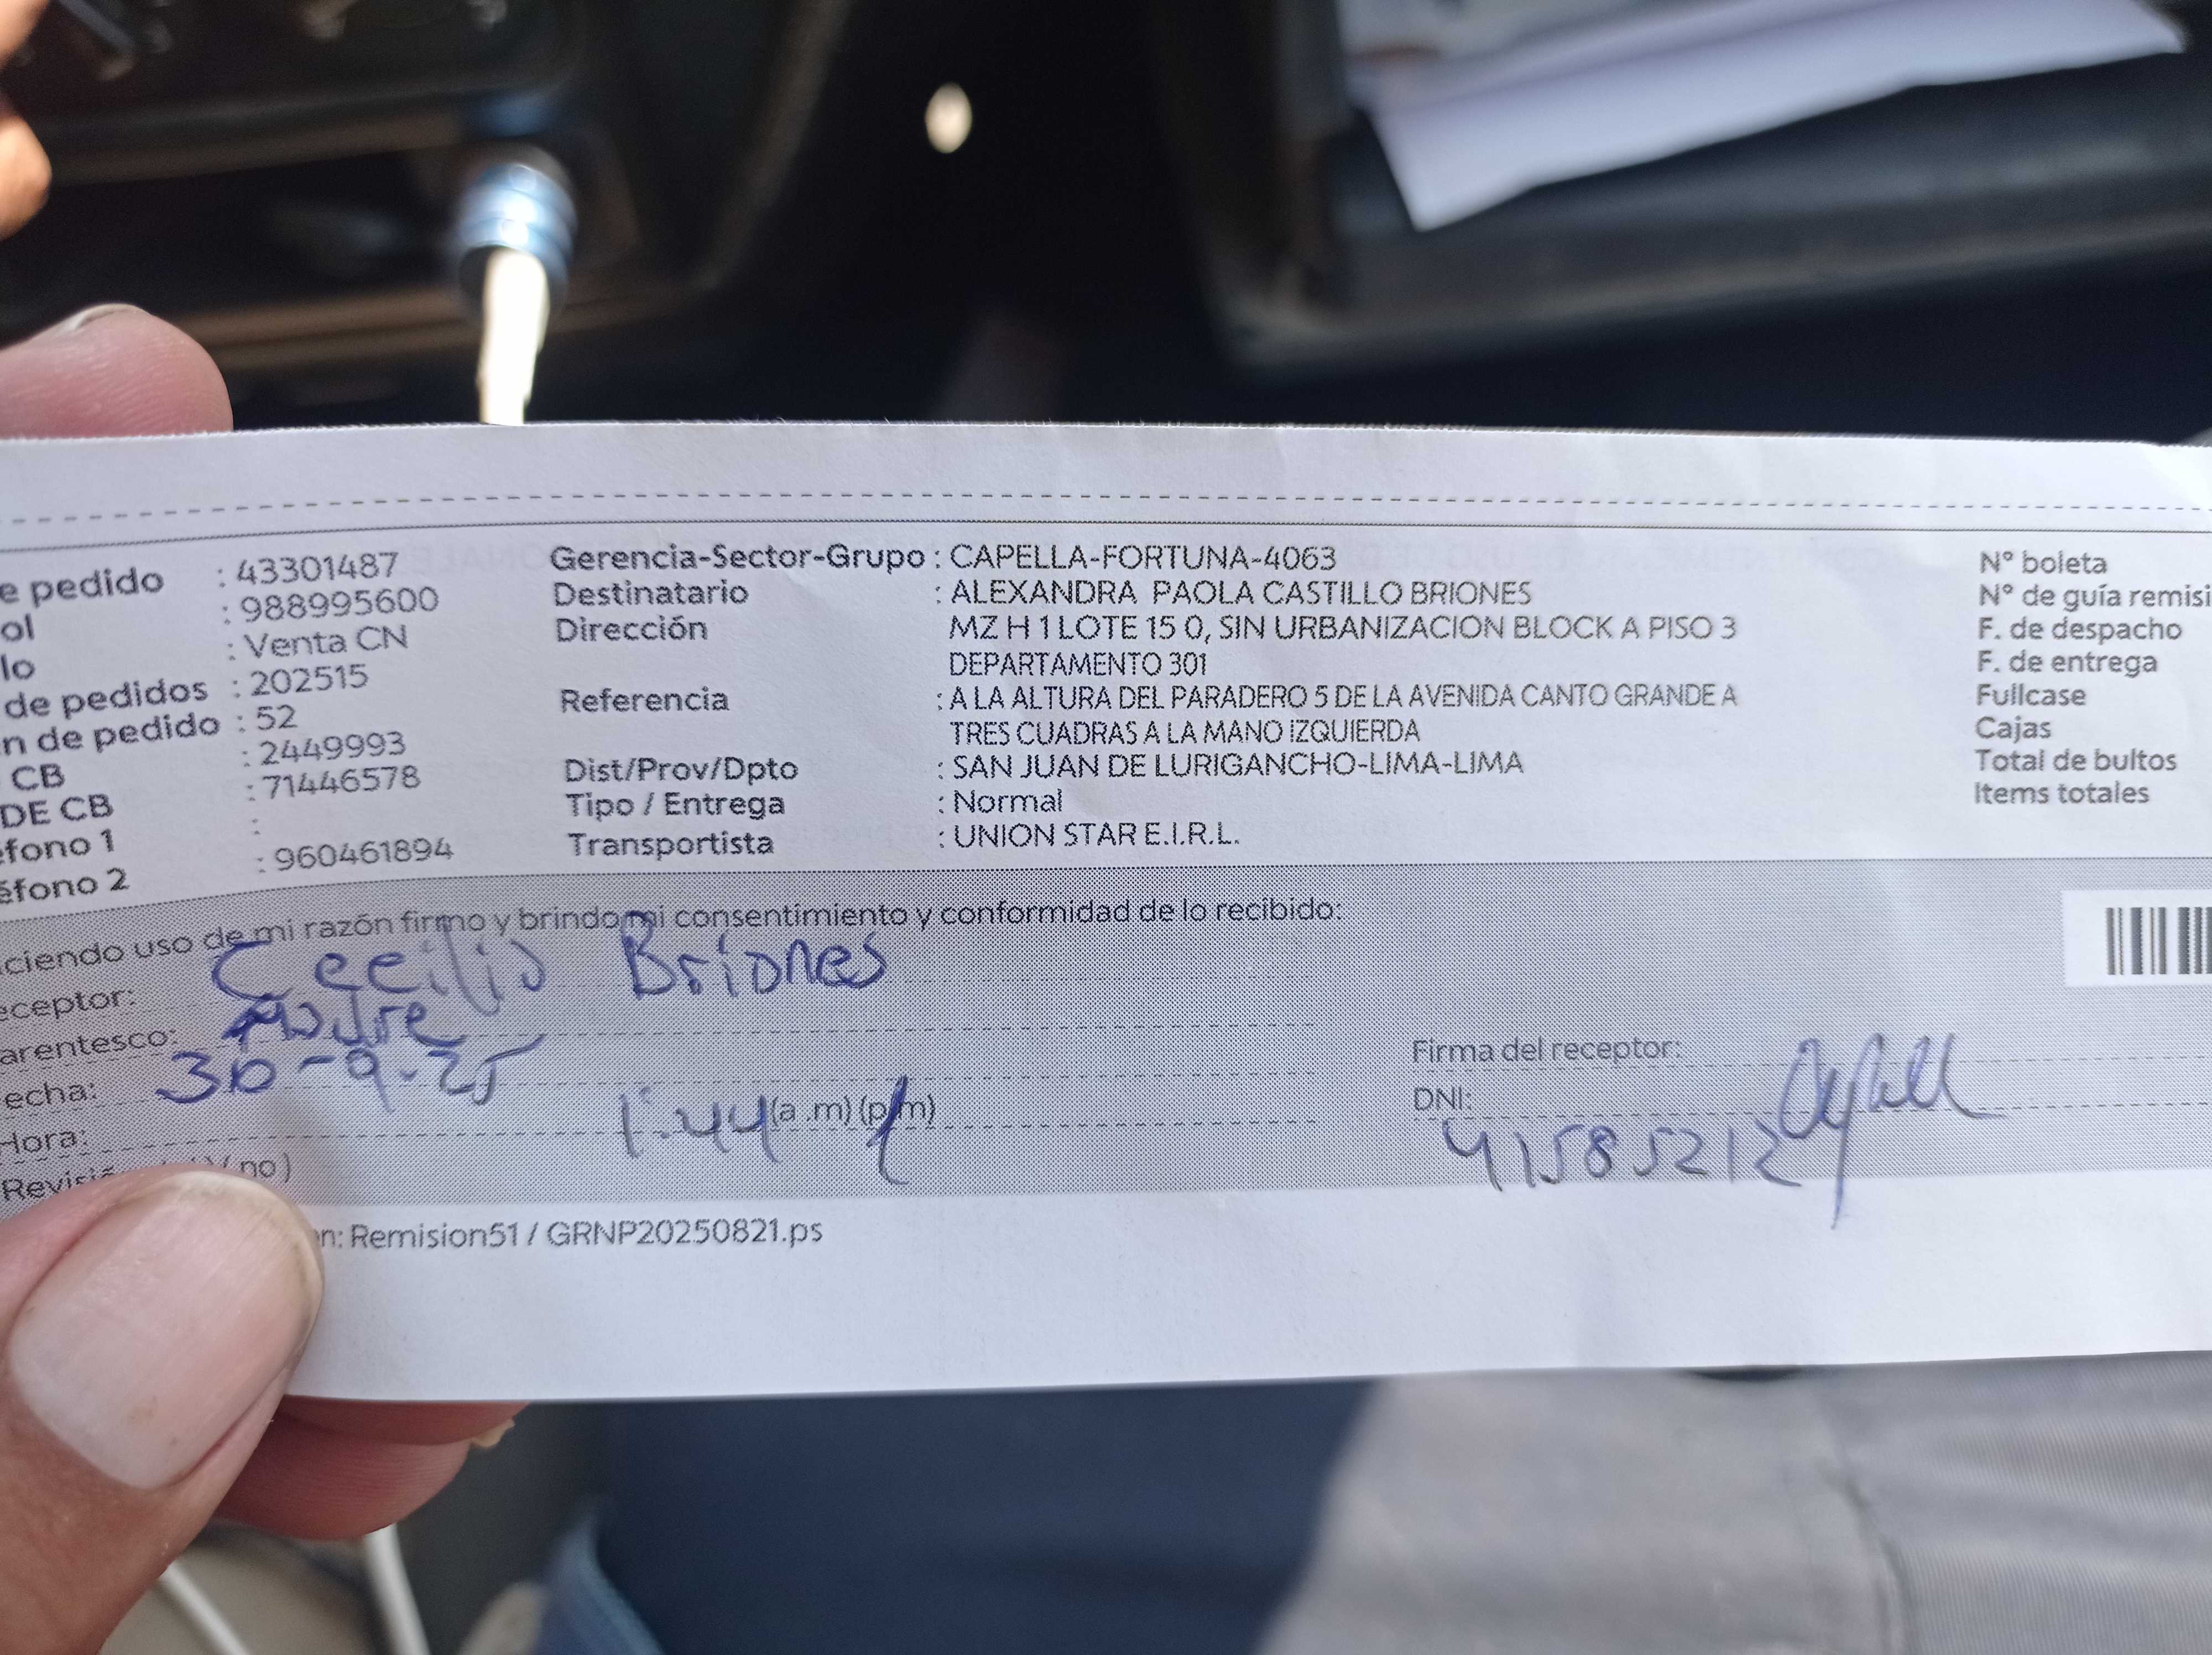 e pedido : 43301487
ol : 988995600
lo : Venta CN
de pedidos : 202515
n de pedido : 52
CB : 2449993
DE CB : 71446578
fono 1 :
éfono 2 : 960461894
Gerencia-Sector-Grupo : CAPELLA-FORTUNA-4063
Destinatario : ALEXANDRA PAOLA CASTILLO BRIONES
Dirección MZ H 1 LOTE 15 0, SIN URBANIZACION BLOCK A PISO 3
DEPARTAMENTO 301
Referencia : A LA ALTURA DEL PARADERO 5 DE LA AVENIDA CANTO GRANDE A
TRES CUADRAS A LA MANO IZQUIERDA
Dist/Prov/Dpto : SAN JUAN DE LURIGANCHO-LIMA-LIMA
Tipo / Entrega : Normal
Transportista : UNION STAR E.I.R.L.
N° boleta
N° de guía remisi
F. de despacho
F. de entrega
Fullcase
Cajas
Total de bultos
Items totales
ciendo uso de mi razón firmo y brindo mi consentimiento y conformidad de lo recibido:
eceptor: Cecilia Briones
arentesco: Madre
echa: 30-9-25
Hora: 1:44 (a .m) (p.m)
no )
Firma del receptor:
DNI: 41585212
n: Remision51 / GRNP20250821.ps